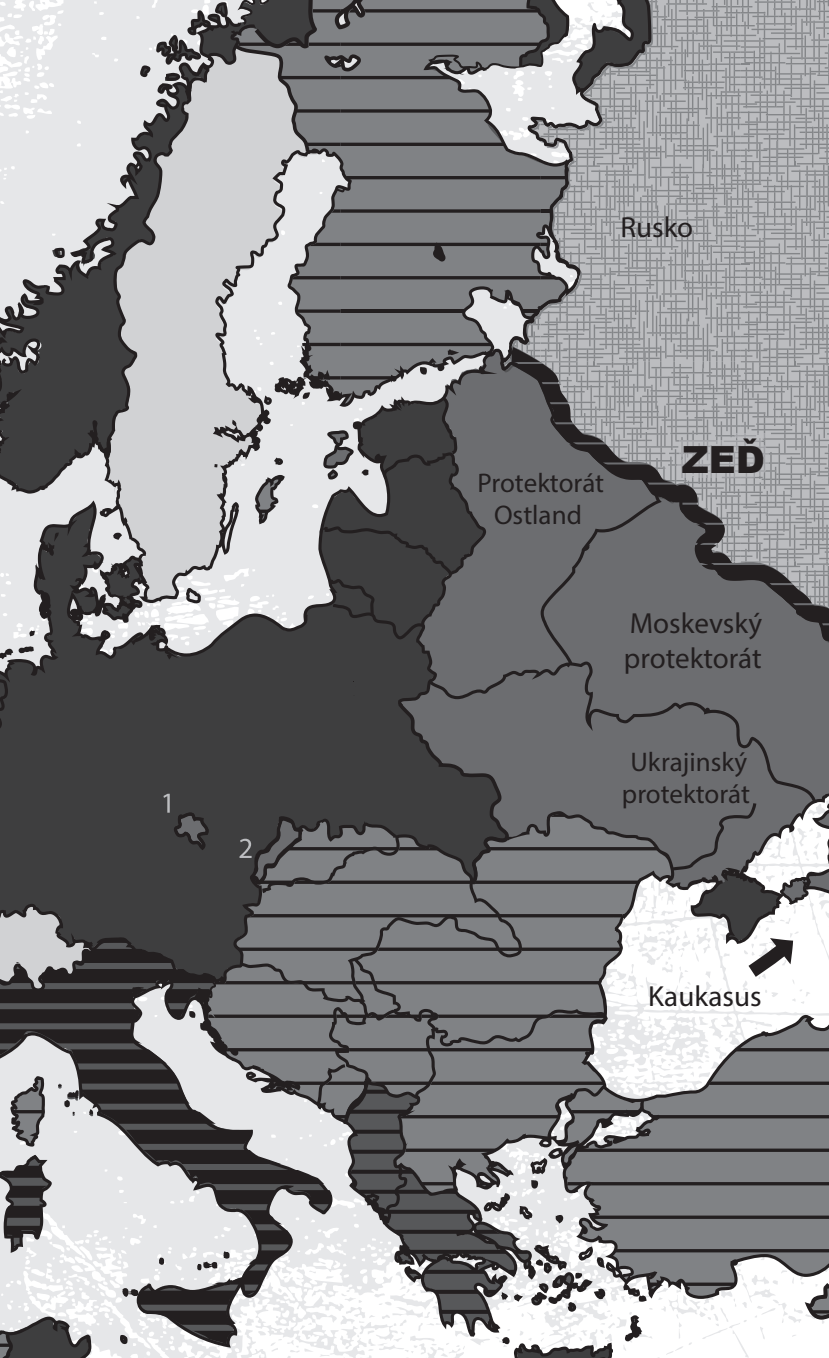 Rusko
ZEĎ
Protektorát
Ostland
Moskevský
protektorát
Ukrajinský
protektorát
1
2
Kaukasus